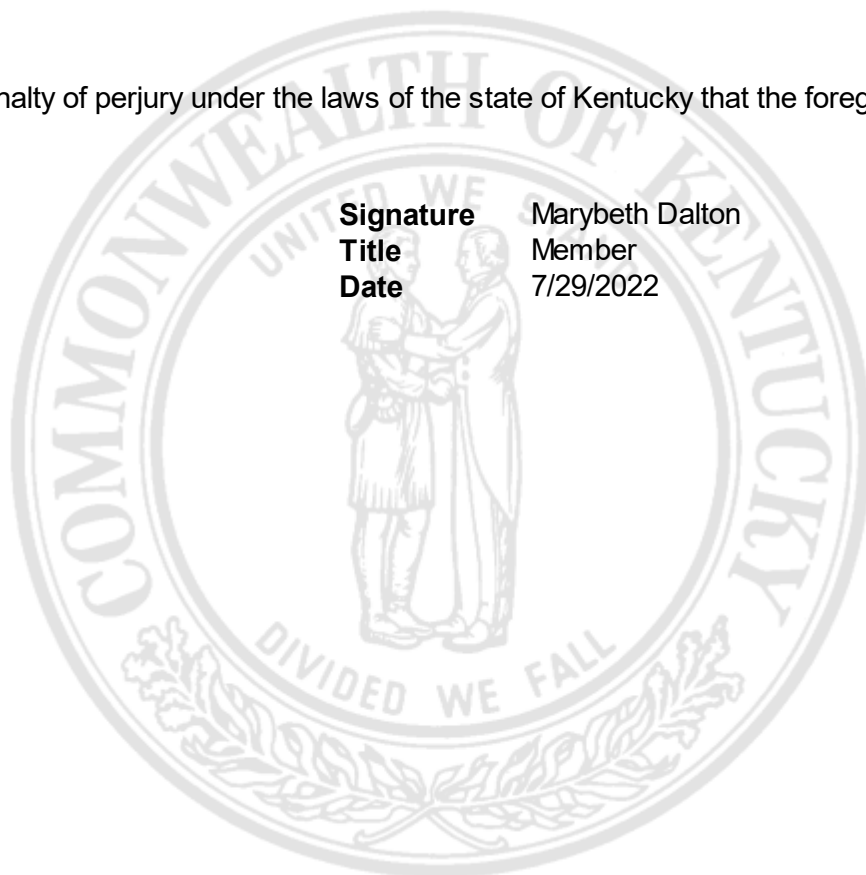 nalty of perjury under the laws of the state of Kentucky that the foreg
Signature Marybeth Dalton
Title Member
Date 7/29/2022
COMMONWEALTH OF KENTUCKY
UNITED WE STAND
DIVIDED WE FALL